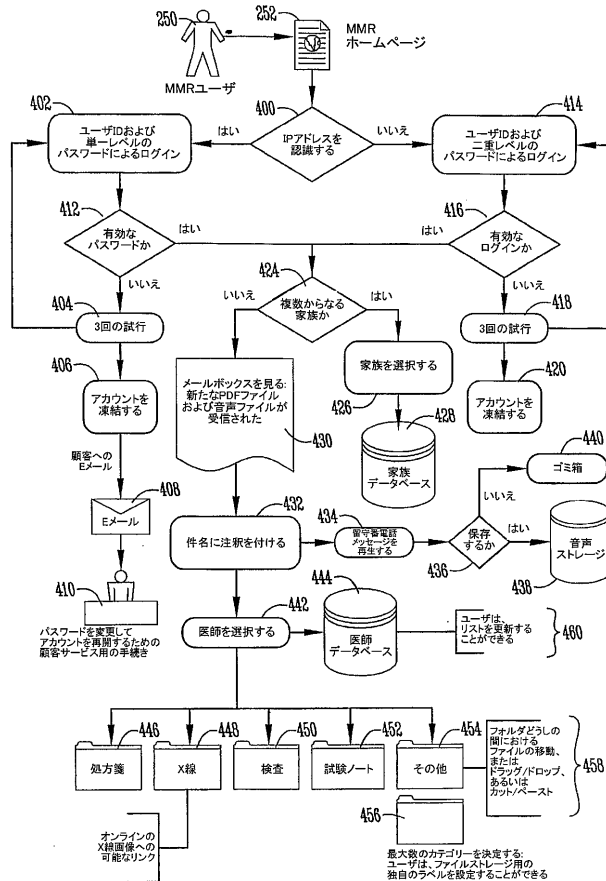 250
252
MMR
ホームページ
MMRユーザ
402
ユーザIDおよび
単一レベルの
パスワードによるログイン
400
はい
IPアドレスを
認識する
いいえ
414
ユーザIDおよび
二重レベルの
パスワードによるログイン
412
有効な
パスワードか
はい
はい
416
有効な
ログインか
いいえ
404
3回の試行
424
いいえ
複数からなる
家族か
はい
いいえ
418
3回の試行
406
アカウントを
凍結する
メールボックスを見る:
新たなPDFファイル
および音声ファイルが
受信された
430
家族を選択する
426
428
家族
データベース
420
アカウントを
凍結する
顧客への
Eメール
408
Eメール
410
パスワードを変更して
アカウントを再開するための
顧客サービス用の手続き
432
件名に注釈を付ける
434
留守番電話
メッセージを
再生する
いいえ
440
ゴミ箱
保存
するか
436
はい
音声
ストレージ
438
442
医師を選択する
444
医師
データベース
ユーザは、
リストを更新する
ことができる
460
446
処方箋
448
X線
450
検査
452
試験ノート
454
その他
フォルダどうしの
間における
ファイルの移動、
または
ドラッグ/ドロップ、
あるいは
カット/ペースト
458
456
オンラインの
X線画像への
可能なリンク
最大数のカテゴリーを決定する:
ユーザは、ファイルストレージ用の
独自のラベルを設定することができる